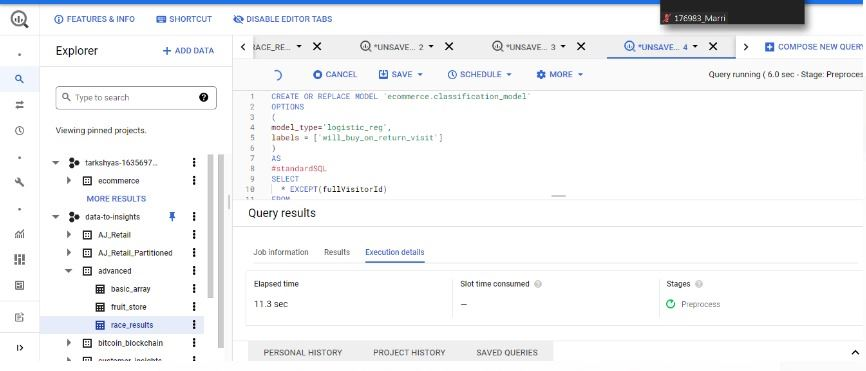 176983_Marri
FEATURES & INFO
SHORTCUT
DISABLE EDITOR TABS
Explorer
+ ADD DATA
Type to search
Viewing pinned projects.
tarkshyas-1635697...
ecommerce
MORE RESULTS
data-to-insights
AJ_Retail
AJ_Retail_Partitioned
advanced
basic_array
fruit_store
race_results
bitcoin_blockchain
customer_insights
RACE_RE...
*UNSAVE... 2
*UNSAVE... 3
*UNSAVE... 4
COMPOSE NEW QUERY
CANCEL
SAVE
SCHEDULE
MORE
Query running ( 6.0 sec - Stage: Preproces
1 CREATE OR REPLACE MODEL `ecommerce.classification_model`
2 OPTIONS
3 (
4 model_type='logistic_reg',
5 labels = ['will_buy_on_return_visit']
6 )
7 AS
8 #standardSQL
9 SELECT
10 * EXCEPT(fullVisitorId)
11 FROM
Query results
Job information
Results
Execution details
Elapsed time
Slot time consumed
Stages
11.3 sec
—
Preprocess
PERSONAL HISTORY
PROJECT HISTORY
SAVED QUERIES